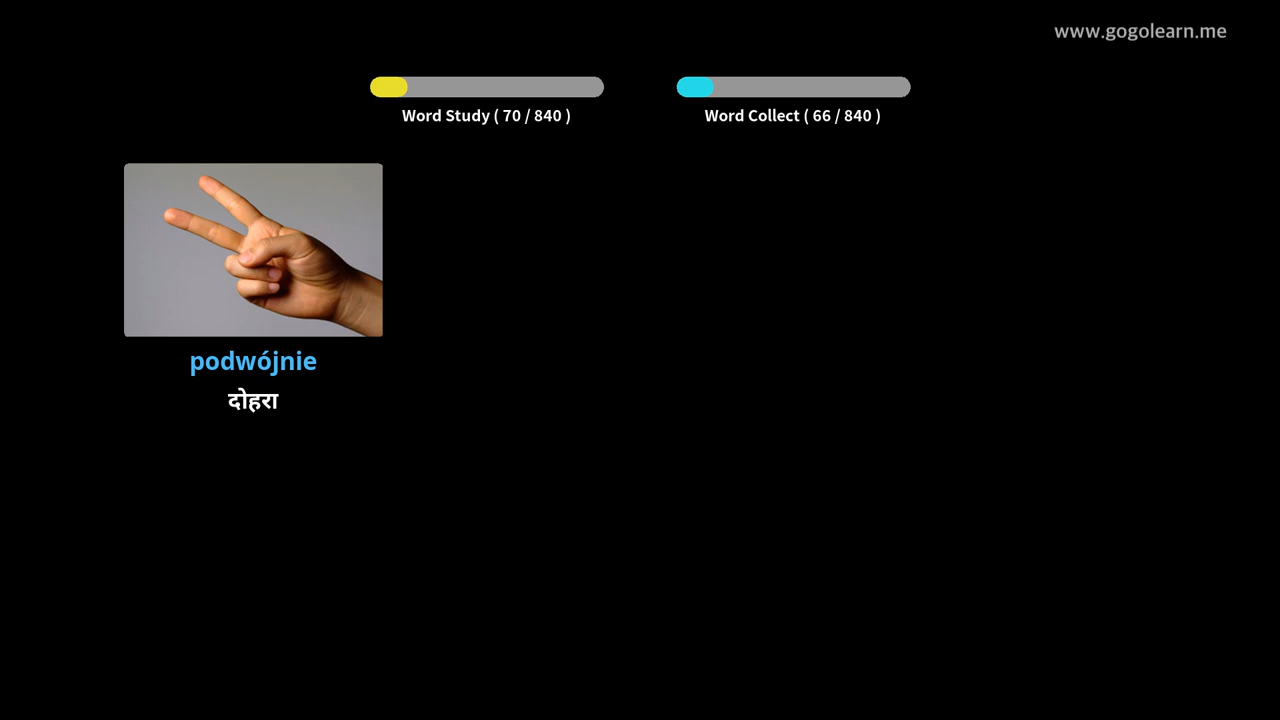 www.gogolearn.me
Word Study ( 70 / 840 )
Word Collect ( 66 / 840 )
podwójnie
दोहरा